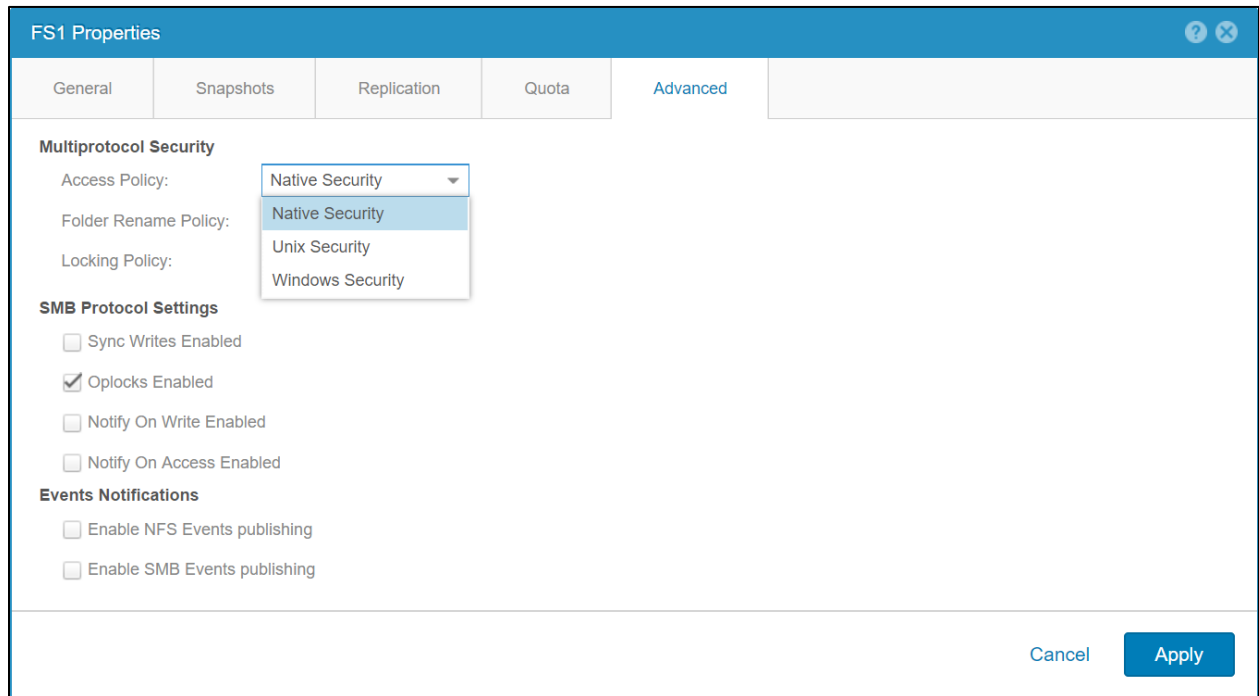 FS1 Properties
General Snapshots Replication Quota Advanced
Multiprotocol Security
Access Policy: Native Security
Native Security
Folder Rename Policy:
Unix Security
Locking Policy:
Windows Security
SMB Protocol Settings
Sync Writes Enabled
Oplocks Enabled
Notify On Write Enabled
Notify On Access Enabled
Events Notifications
Enable NFS Events publishing
Enable SMB Events publishing
Cancel Apply